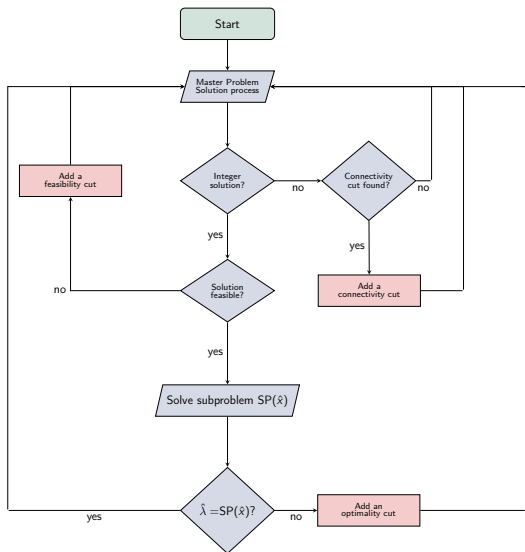 Start
Master Problem
Solution process
Add a
feasibility cut
Integer
solution?
no
Connectivity
cut found?
no
yes
yes
no
Solution
feasible?
Add a
connectivity cut
yes
Solve subproblem SP(x̂)
yes
λ̂ =SP(x̂)?
no
Add an
optimality cut